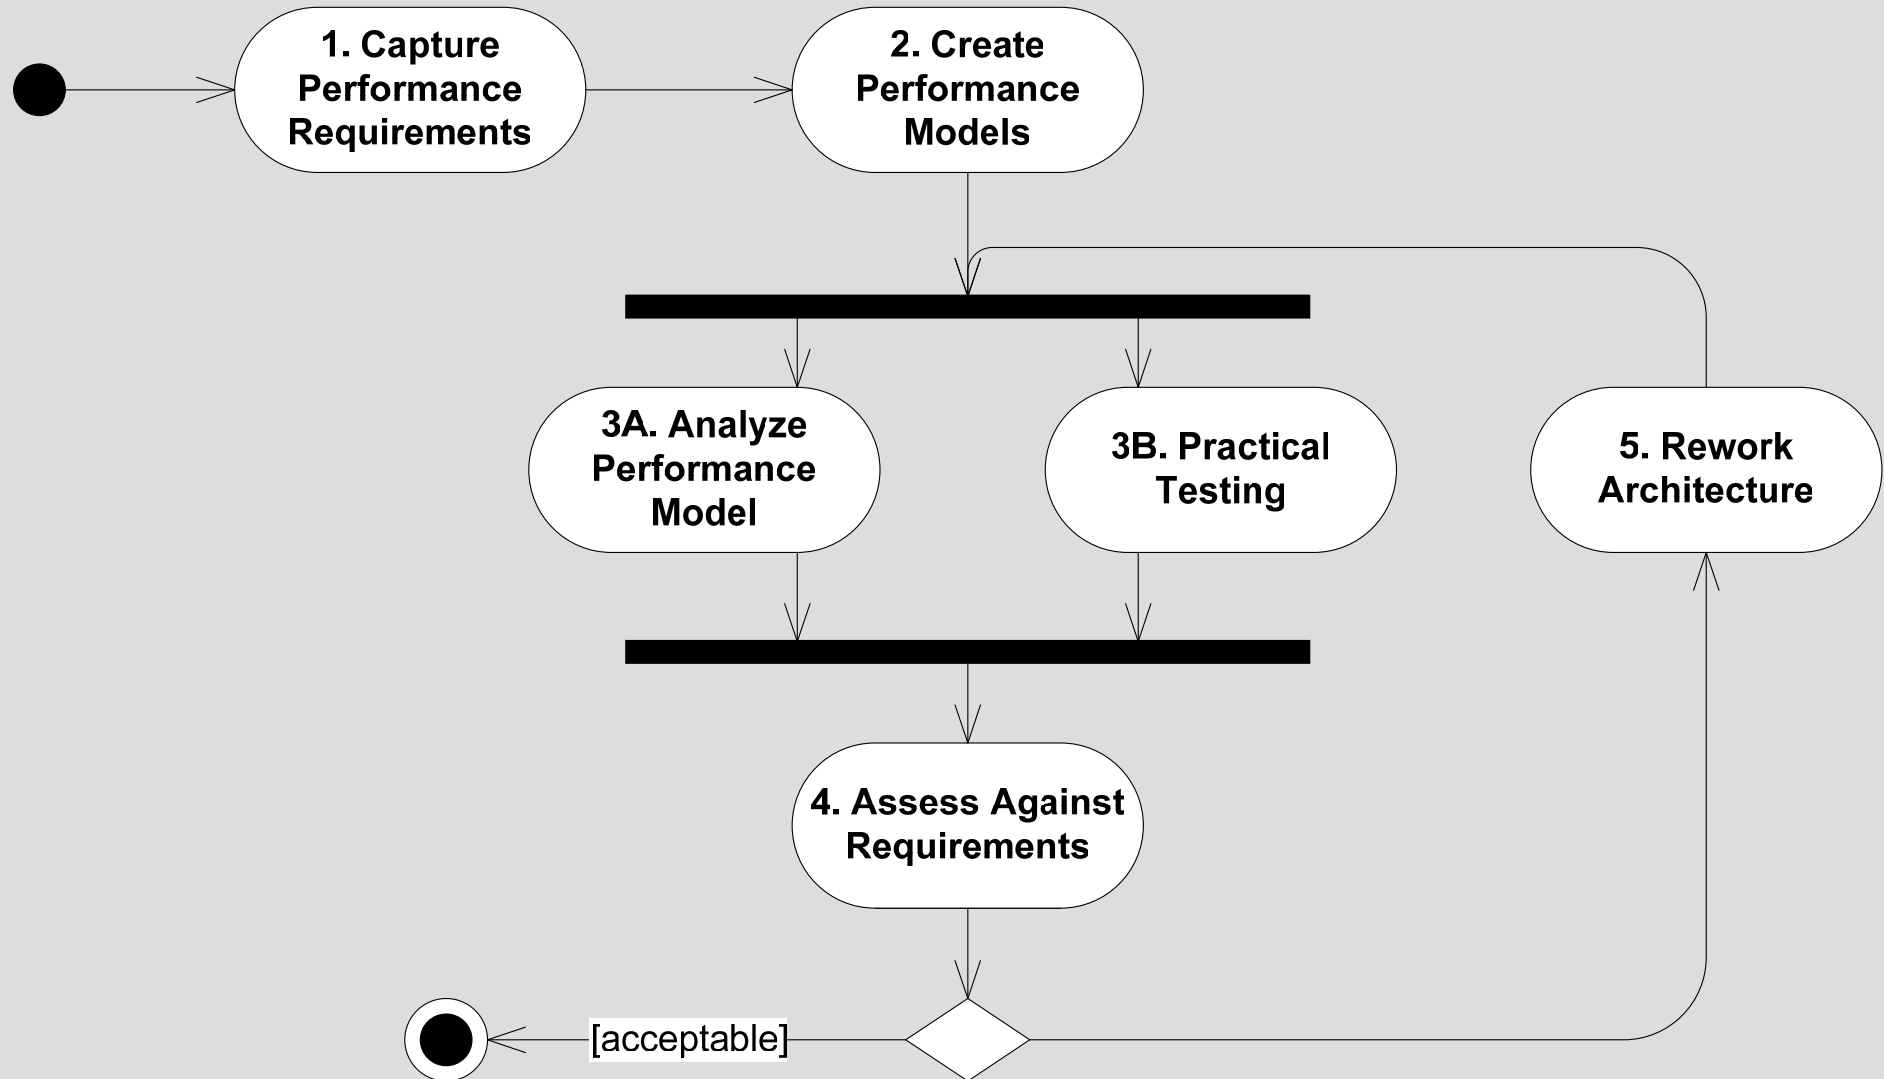 1. Capture
Performance
Requirements
2. Create
Performance
Models
3A. Analyze
Performance
Model
3B. Practical
Testing
5. Rework
Architecture
4. Assess Against
Requirements
[acceptable]